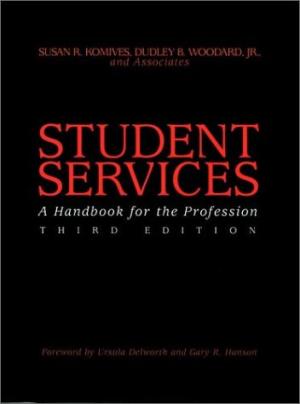 SUSAN R. KOMIVES, DUDLEY B. WOODARD, JR.,
and Associates
STUDENT
SERVICES
A Handbook for the Profession
THIRD EDITION
Foreword by Ursula Delworth and Gary R. Hanson